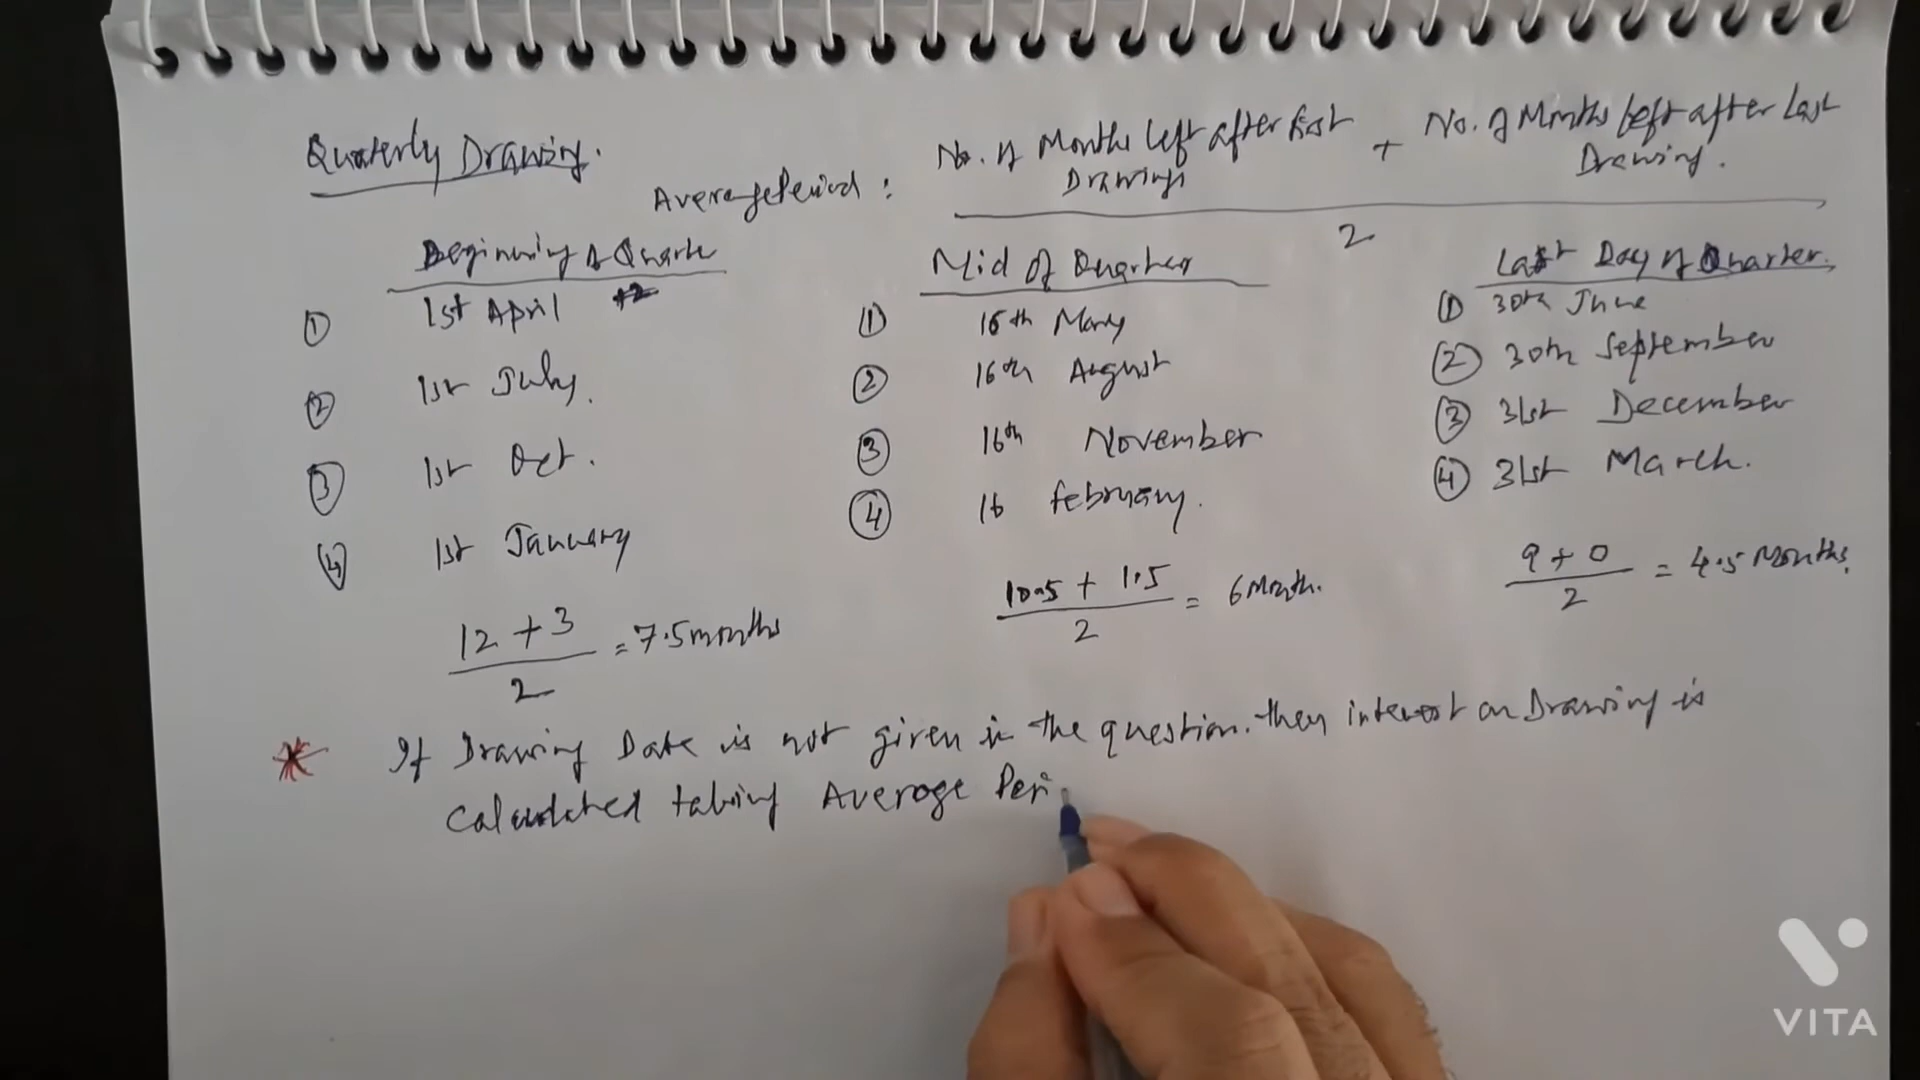 Quaterly Drawing.
Average Period : No. of Months left after first Drawings + No. of Months left after Last Drawing.
2
Beginning of Quarter
① 1st April
② 1st July.
③ 1st Oct.
④ 1st January
12 + 3
2
= 7.5 months
Mid of Quarter
① 16th May
② 16th August
③ 16th November
④ 16 february.
10.5 + 1.5
2
= 6 Month.
Last Day of Quarter.
① 30th June
② 30th September
③ 31st December
④ 31st March.
9 + 0
2
= 4.5 Months.
* If Drawing Date is not given in the question. then interest on Drawing is
Calculated taking Average Peri
VITA